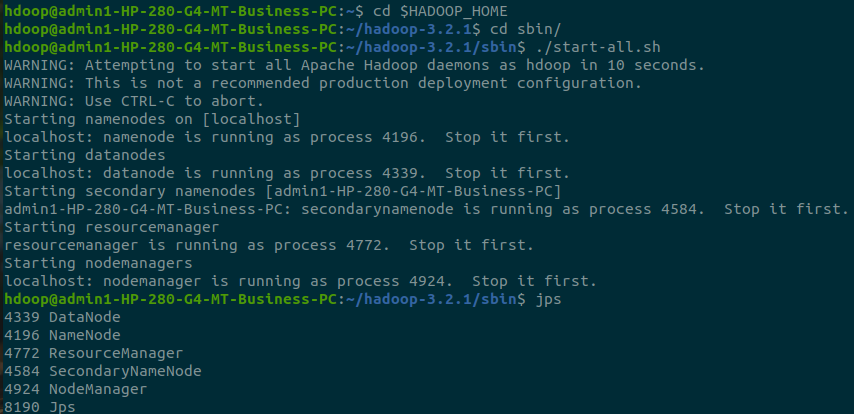 hdoop@admin1-HP-280-G4-MT-Business-PC:~$ cd $HADOOP_HOME
hdoop@admin1-HP-280-G4-MT-Business-PC:~/hadoop-3.2.1$ cd sbin/
hdoop@admin1-HP-280-G4-MT-Business-PC:~/hadoop-3.2.1/sbin$ ./start-all.sh
WARNING: Attempting to start all Apache Hadoop daemons as hdoop in 10 seconds.
WARNING: This is not a recommended production deployment configuration.
WARNING: Use CTRL-C to abort.
Starting namenodes on [localhost]
localhost: namenode is running as process 4196.  Stop it first.
Starting datanodes
localhost: datanode is running as process 4339.  Stop it first.
Starting secondary namenodes [admin1-HP-280-G4-MT-Business-PC]
admin1-HP-280-G4-MT-Business-PC: secondarynamenode is running as process 4584.  Stop it first.
Starting resourcemanager
resourcemanager is running as process 4772.  Stop it first.
Starting nodemanagers
localhost: nodemanager is running as process 4924.  Stop it first.
hdoop@admin1-HP-280-G4-MT-Business-PC:~/hadoop-3.2.1/sbin$ jps
4339 DataNode
4196 NameNode
4772 ResourceManager
4584 SecondaryNameNode
4924 NodeManager
8190 Jps